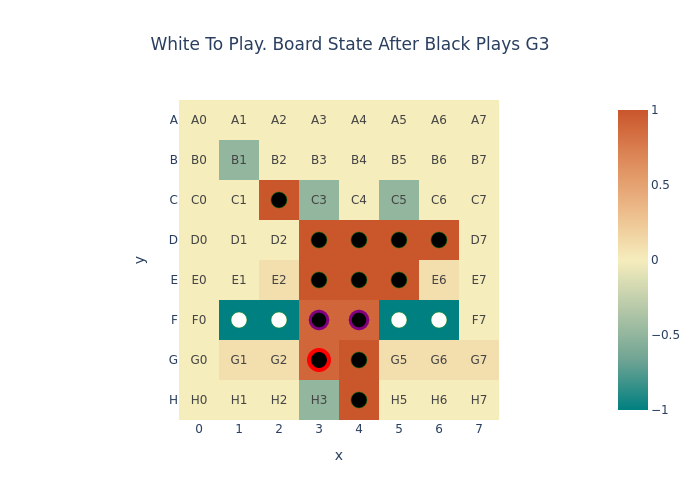 White To Play. Board State After Black Plays G3
A A0 A1 A2 A3 A4 A5 A6 A7
B B0 B1 B2 B3 B4 B5 B6 B7
C C0 C1 C3 C4 C5 C6 C7
D D0 D1 D2 D7
E E0 E1 E2 E6 E7
F F0 F7
G G0 G1 G2 G5 G6 G7
H H0 H1 H2 H3 H5 H6 H7
0 1 2 3 4 5 6 7
x
y
1
0.5
0
−0.5
−1